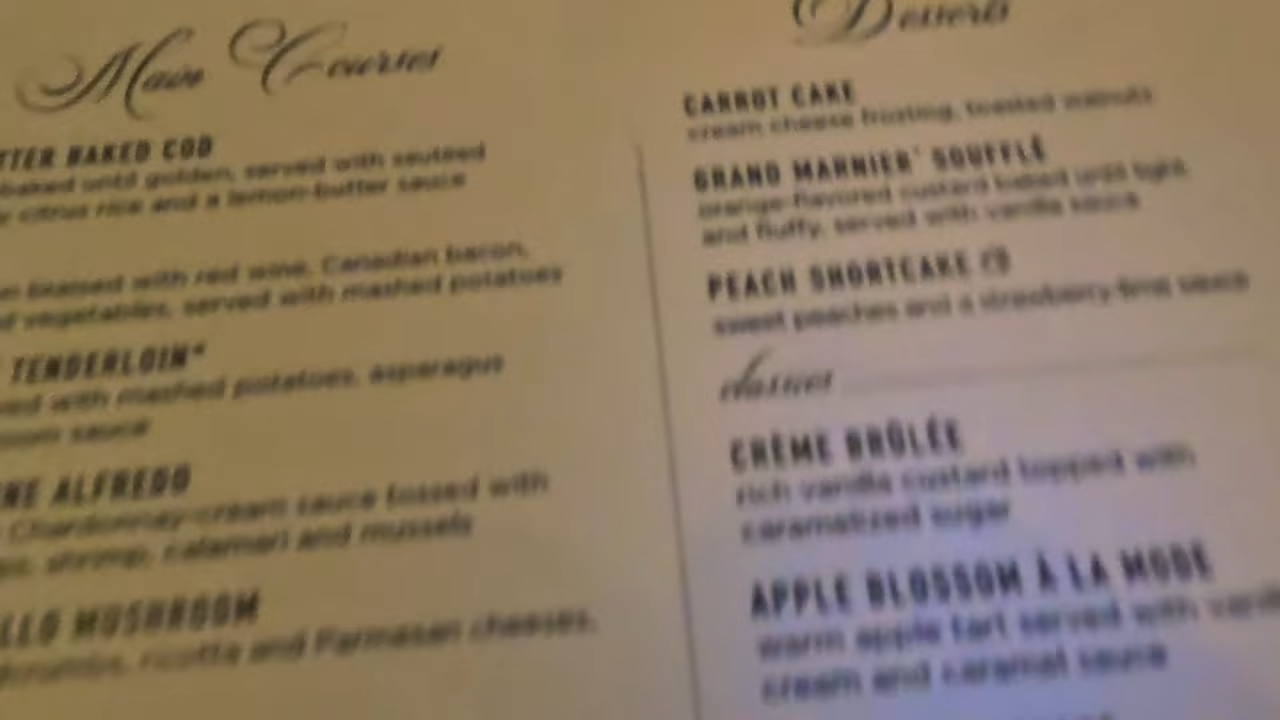 Main Courses
TTER BAKED COD
baked until golden, served with sautéed
citrus rice and a lemon-butter sauce
braised with red wine, Canadian bacon,
vegetables, served with mashed potatoes
TENDERLOIN*
with mashed potatoes, asparagus
sauce
RE ALFREDO
Chardonnay-cream sauce tossed with
shrimp, calamari and mussels
LLO MUSHROOM
ricotta and Parmesan cheeses,
Desserts
CARROT CAKE
cream cheese frosting, toasted walnuts
GRAND MARNIER® SOUFFLÉ
orange-flavored custard baked until light
and fluffy, served with vanilla sauce
PEACH SHORTCAKE
sweet peaches and a strawberry-lime sauce
classics
CRÈME BRÛLÉE
rich vanilla custard topped with
caramelized sugar
APPLE BLOSSOM À LA MODE
warm apple tart served with vanill
cream and caramel sauce